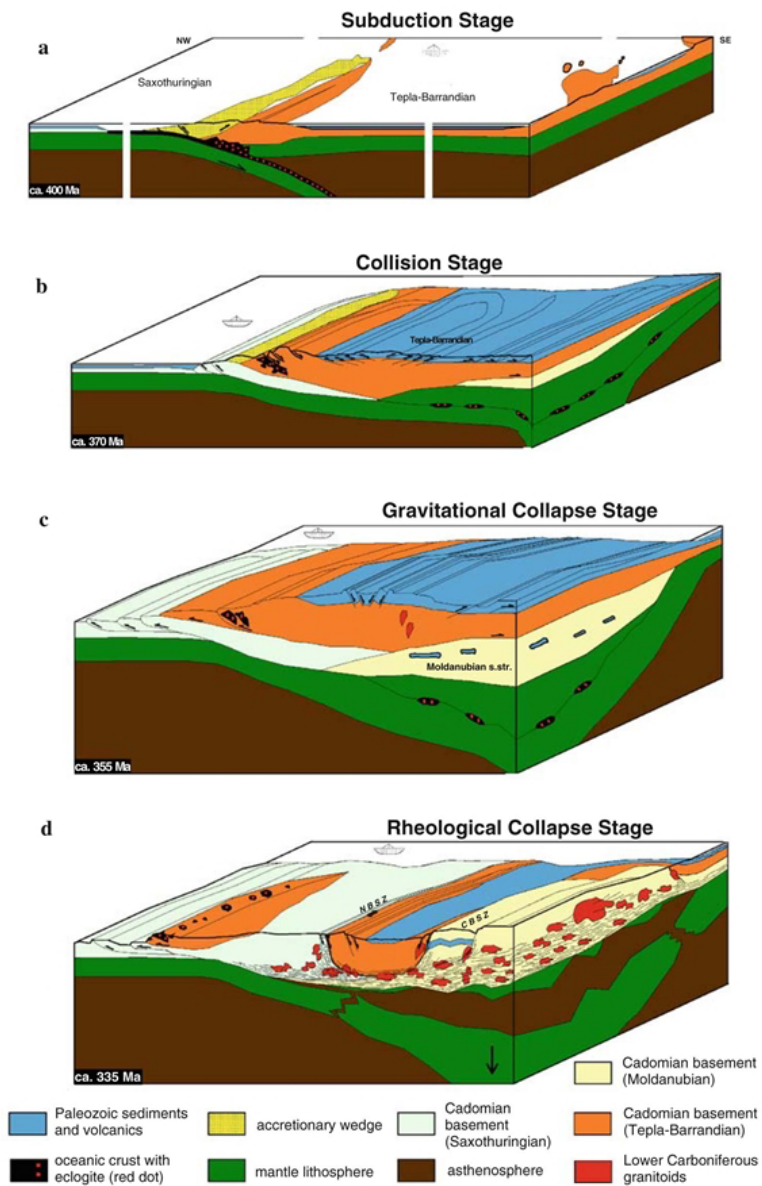 Subduction Stage
a
NW
SE
Saxothuringian
Tepla-Barrandian
ca. 400 Ma
Collision Stage
b
Tepla-Barrandian
ca. 370 Ma
Gravitational Collapse Stage
c
Moldanubian s.str.
ca. 355 Ma
Rheological Collapse Stage
d
NBSZ
CBSZ
ca. 335 Ma
Cadomian basement
(Moldanubian)
Paleozoic sediments
and volcanics
accretionary wedge
Cadomian
basement
(Saxothuringian)
Cadomian basement
(Tepla-Barrandian)
oceanic crust with
eclogite (red dot)
mantle lithosphere
asthenosphere
Lower Carboniferous
granitoids